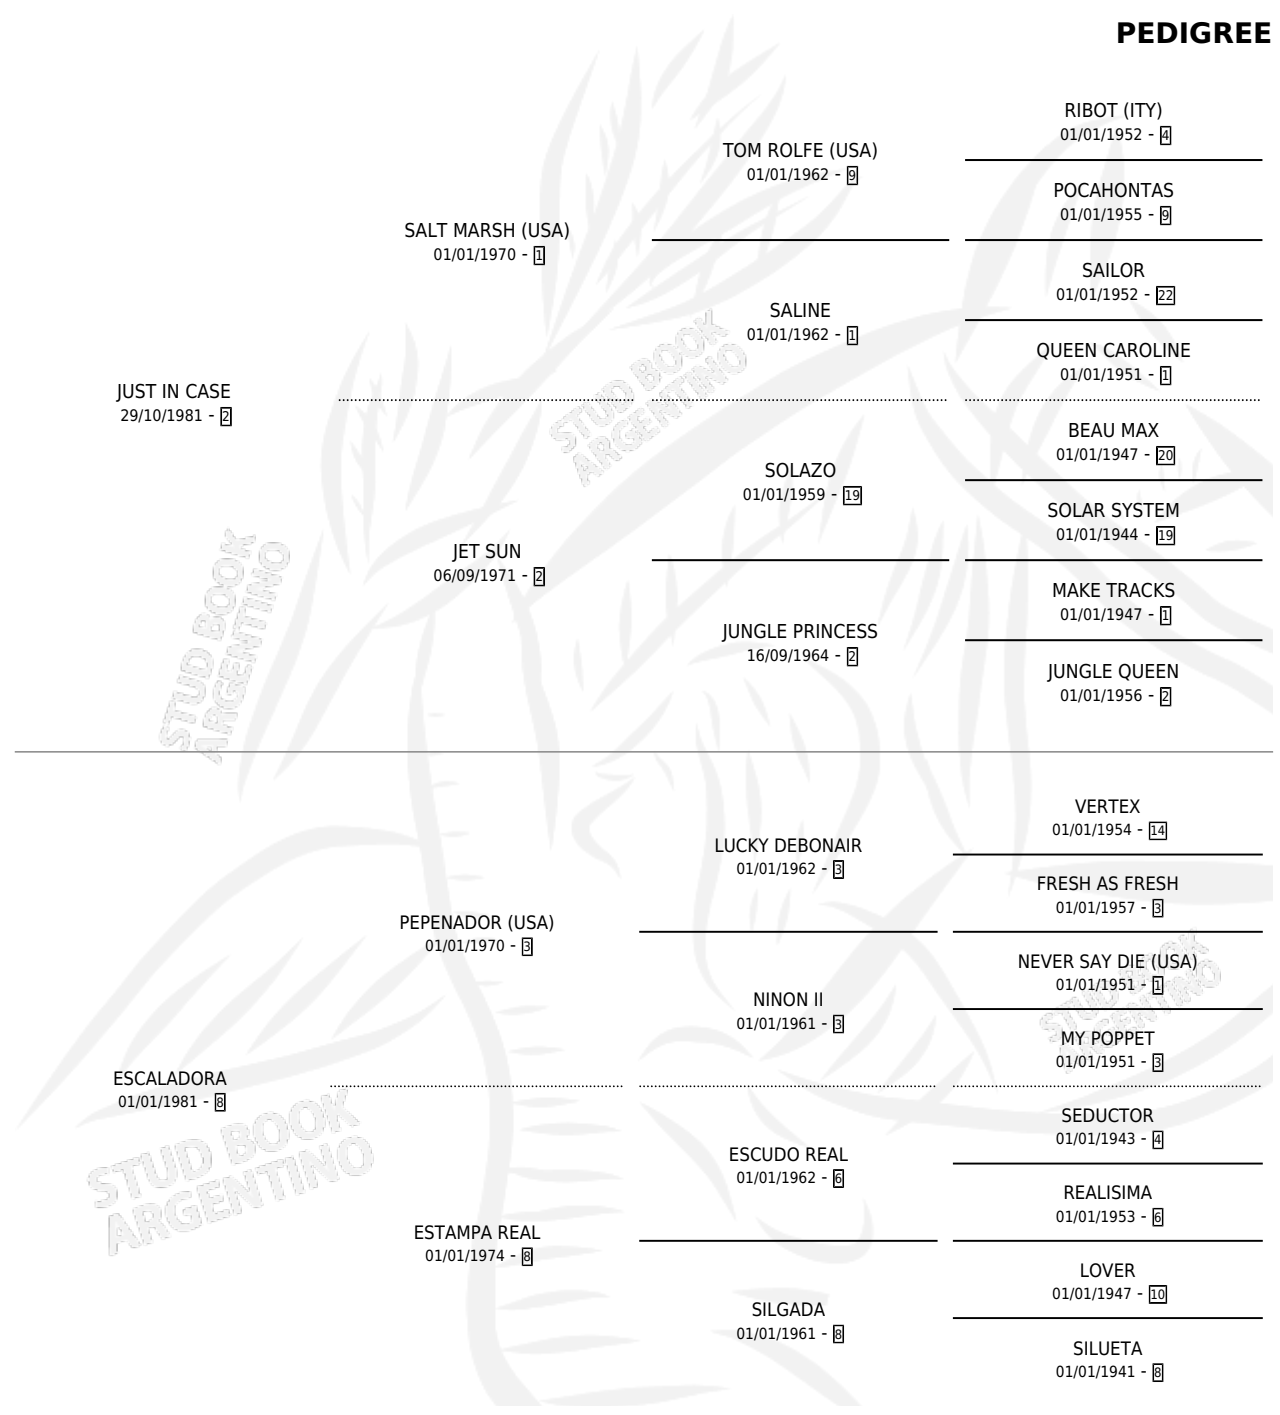 PEDIGREE
RIBOT (ITY)
01/01/1952 - 4
TOM ROLFE (USA)
01/01/1962 - 9
POCAHONTAS
01/01/1955 - 9
SALT MARSH (USA)
01/01/1970 - 1
SAILOR
01/01/1952 - 22
SALINE
01/01/1962 - 1
QUEEN CAROLINE
01/01/1951 - 1
JUST IN CASE
29/10/1981 - 2
BEAU MAX
01/01/1947 - 20
SOLAZO
01/01/1959 - 19
SOLAR SYSTEM
01/01/1944 - 19
JET SUN
06/09/1971 - 2
MAKE TRACKS
01/01/1947 - 1
JUNGLE PRINCESS
16/09/1964 - 2
JUNGLE QUEEN
01/01/1956 - 2
VERTEX
01/01/1954 - 14
LUCKY DEBONAIR
01/01/1962 - 3
FRESH AS FRESH
01/01/1957 - 3
PEPENADOR (USA)
01/01/1970 - 3
NEVER SAY DIE (USA)
01/01/1951 - 1
NINON II
01/01/1961 - 3
MY POPPET
01/01/1951 - 3
ESCALADORA
01/01/1981 - 8
SEDUCTOR
01/01/1943 - 4
ESCUDO REAL
01/01/1962 - 6
REALISIMA
01/01/1953 - 6
ESTAMPA REAL
01/01/1974 - 8
LOVER
01/01/1947 - 10
SILGADA
01/01/1961 - 8
SILUETA
01/01/1941 - 8
STUD BOOK
ARGENTINO
STUD BOOK
ARGENTINO
STUD BOOK
ARGENTINO
STUD BOOK
ARGENTINO